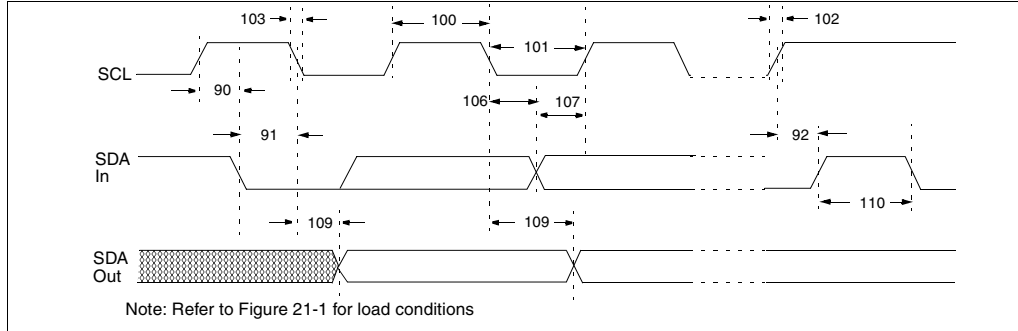 103
100
102
101
SCL
90
106
107
91
92
SDA
In
109
109
110
SDA
Out
Note: Refer to Figure 21-1 for load conditions